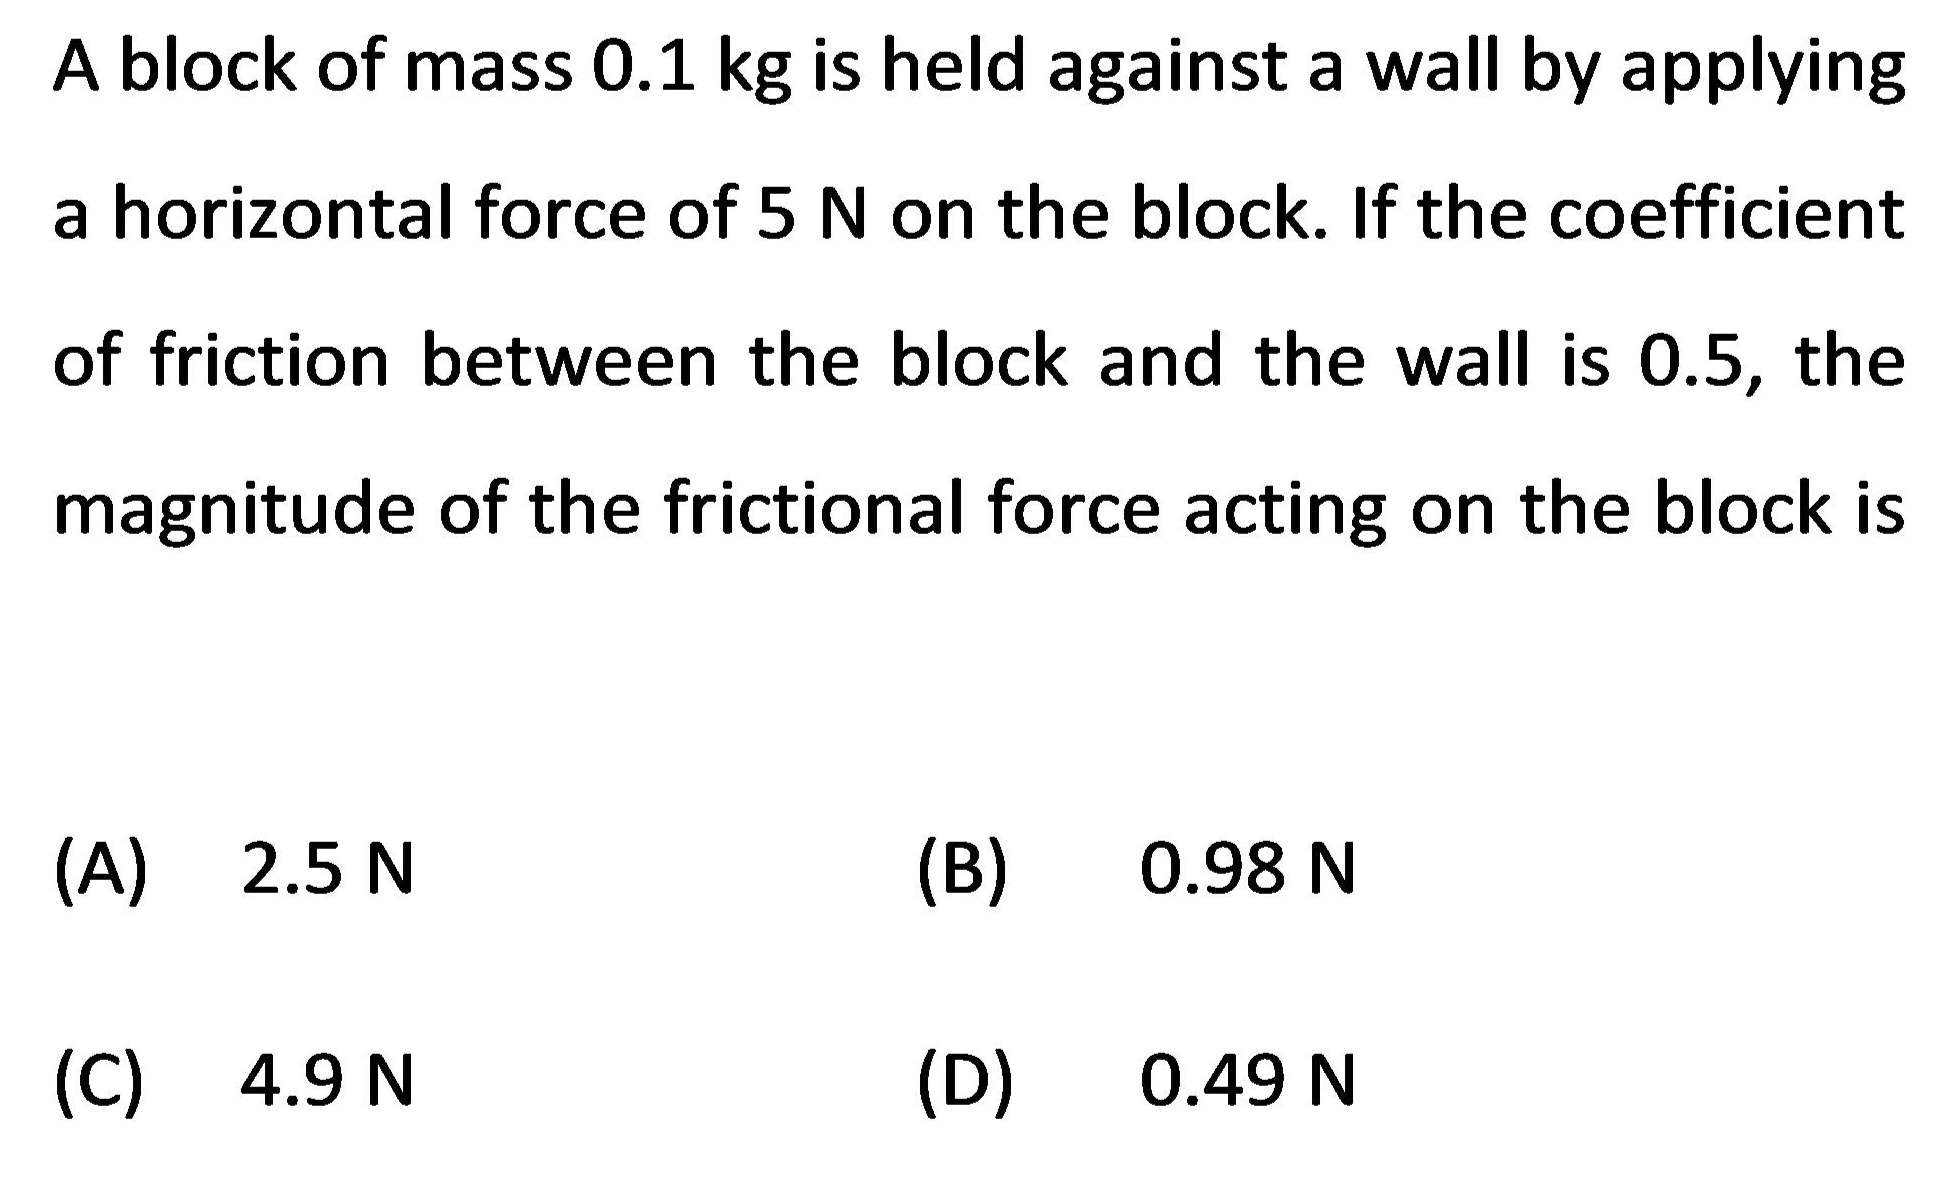 A block of mass 0.1 kg is held against a wall by applying
a horizontal force of 5 N on the block. If the coefficient
of friction between the block and the wall is 0.5, the
magnitude of the frictional force acting on the block is
(A) 2.5 N (B) 0.98 N
(C) 4.9 N (D) 0.49 N